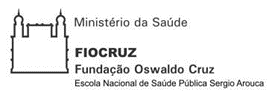 Ministério da Saúde
FIOCRUZ
Fundação Oswaldo Cruz
Escola Nacional de Saúde Pública Sergio Arouca